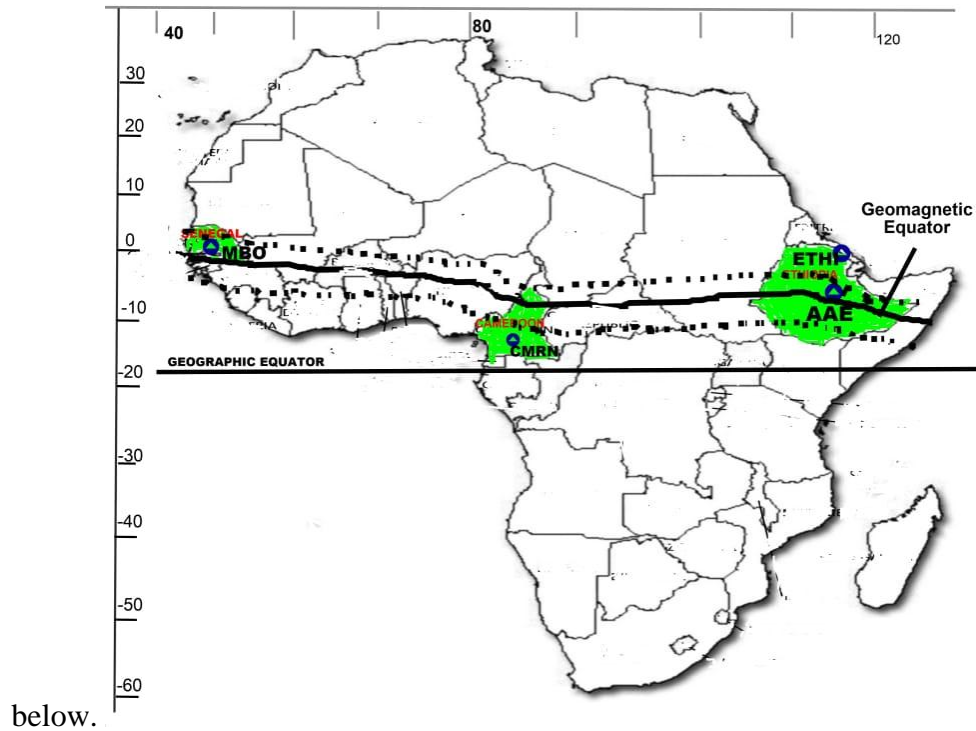 40
80
120
30
20
10
0
-10
-20
-30
-40
-50
-60
Geomagnetic
Equator
SENEGAL
MBO
ETHI
ETHIOPIA
AAE
CAMEROON
CMRN
GEOGRAPHIC EQUATOR
below.